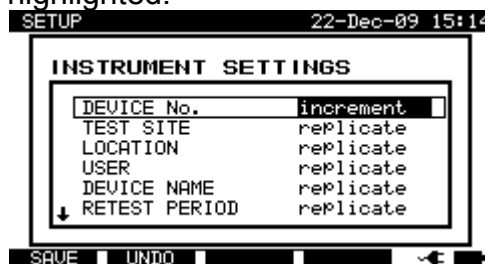 highlighted.
SETUP 22-Dec-09 15:14
INSTRUMENT SETTINGS
DEVICE No. increment
TEST SITE replicate
LOCATION replicate
USER replicate
DEVICE NAME replicate
RETEST PERIOD replicate
SAVE UNDO